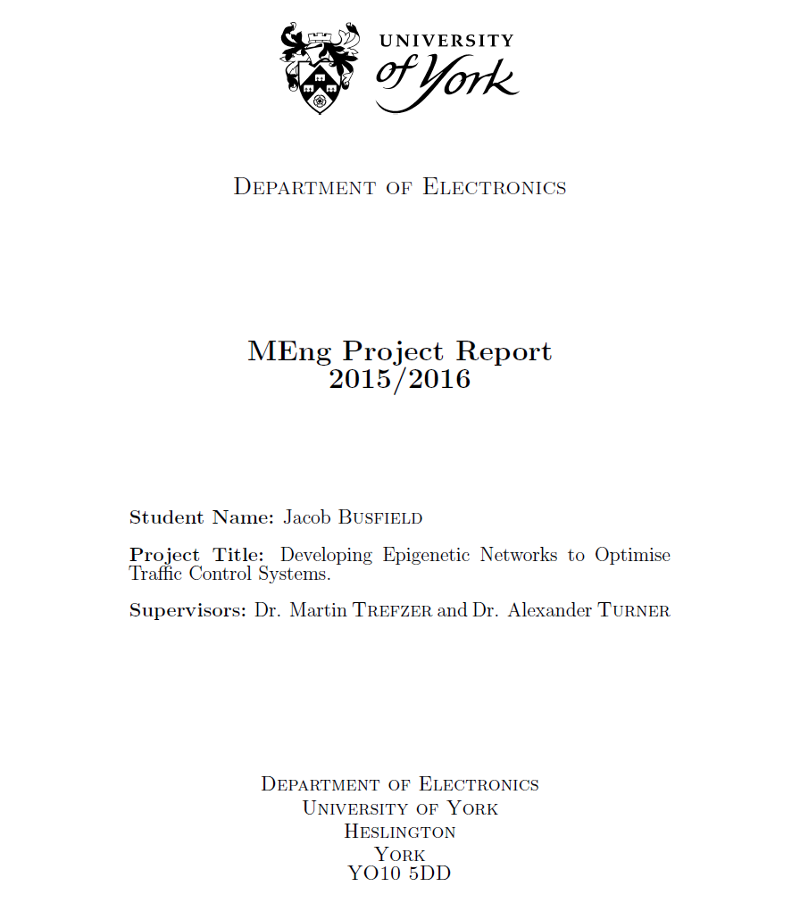 UNIVERSITY
of York
Department of Electronics
MEng Project Report
2015/2016
Student Name: Jacob Busfield
Project Title: Developing Epigenetic Networks to Optimise
Traffic Control Systems.
Supervisors: Dr. Martin Trefzer and Dr. Alexander Turner
Department of Electronics
University of York
Heslington
York
YO10 5DD